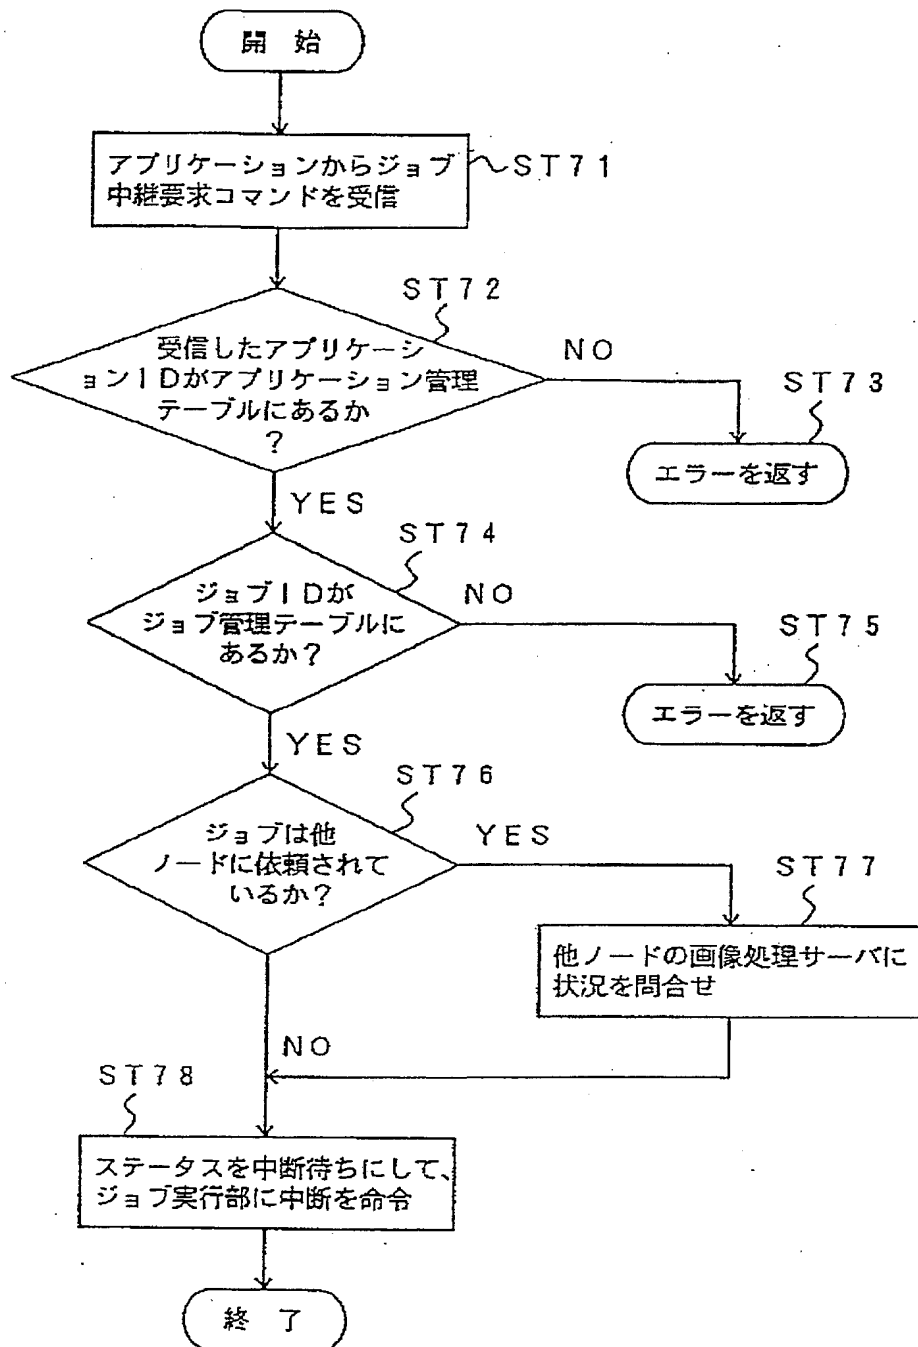 開 始
アプリケーションからジョブ
中継要求コマンドを受信
ST71
ST72
受信したアプリケーシ
ョンIDがアプリケーション管理
テーブルにあるか
?
NO
ST73
エラーを返す
YES
ST74
ジョブIDが
ジョブ管理テーブルに
あるか?
NO
ST75
エラーを返す
YES
ST76
ジョブは他
ノードに依頼されて
いるか?
YES
ST77
他ノードの画像処理サーバに
状況を問合せ
NO
ST78
ステータスを中断待ちにして、
ジョブ実行部に中断を命令
終 了